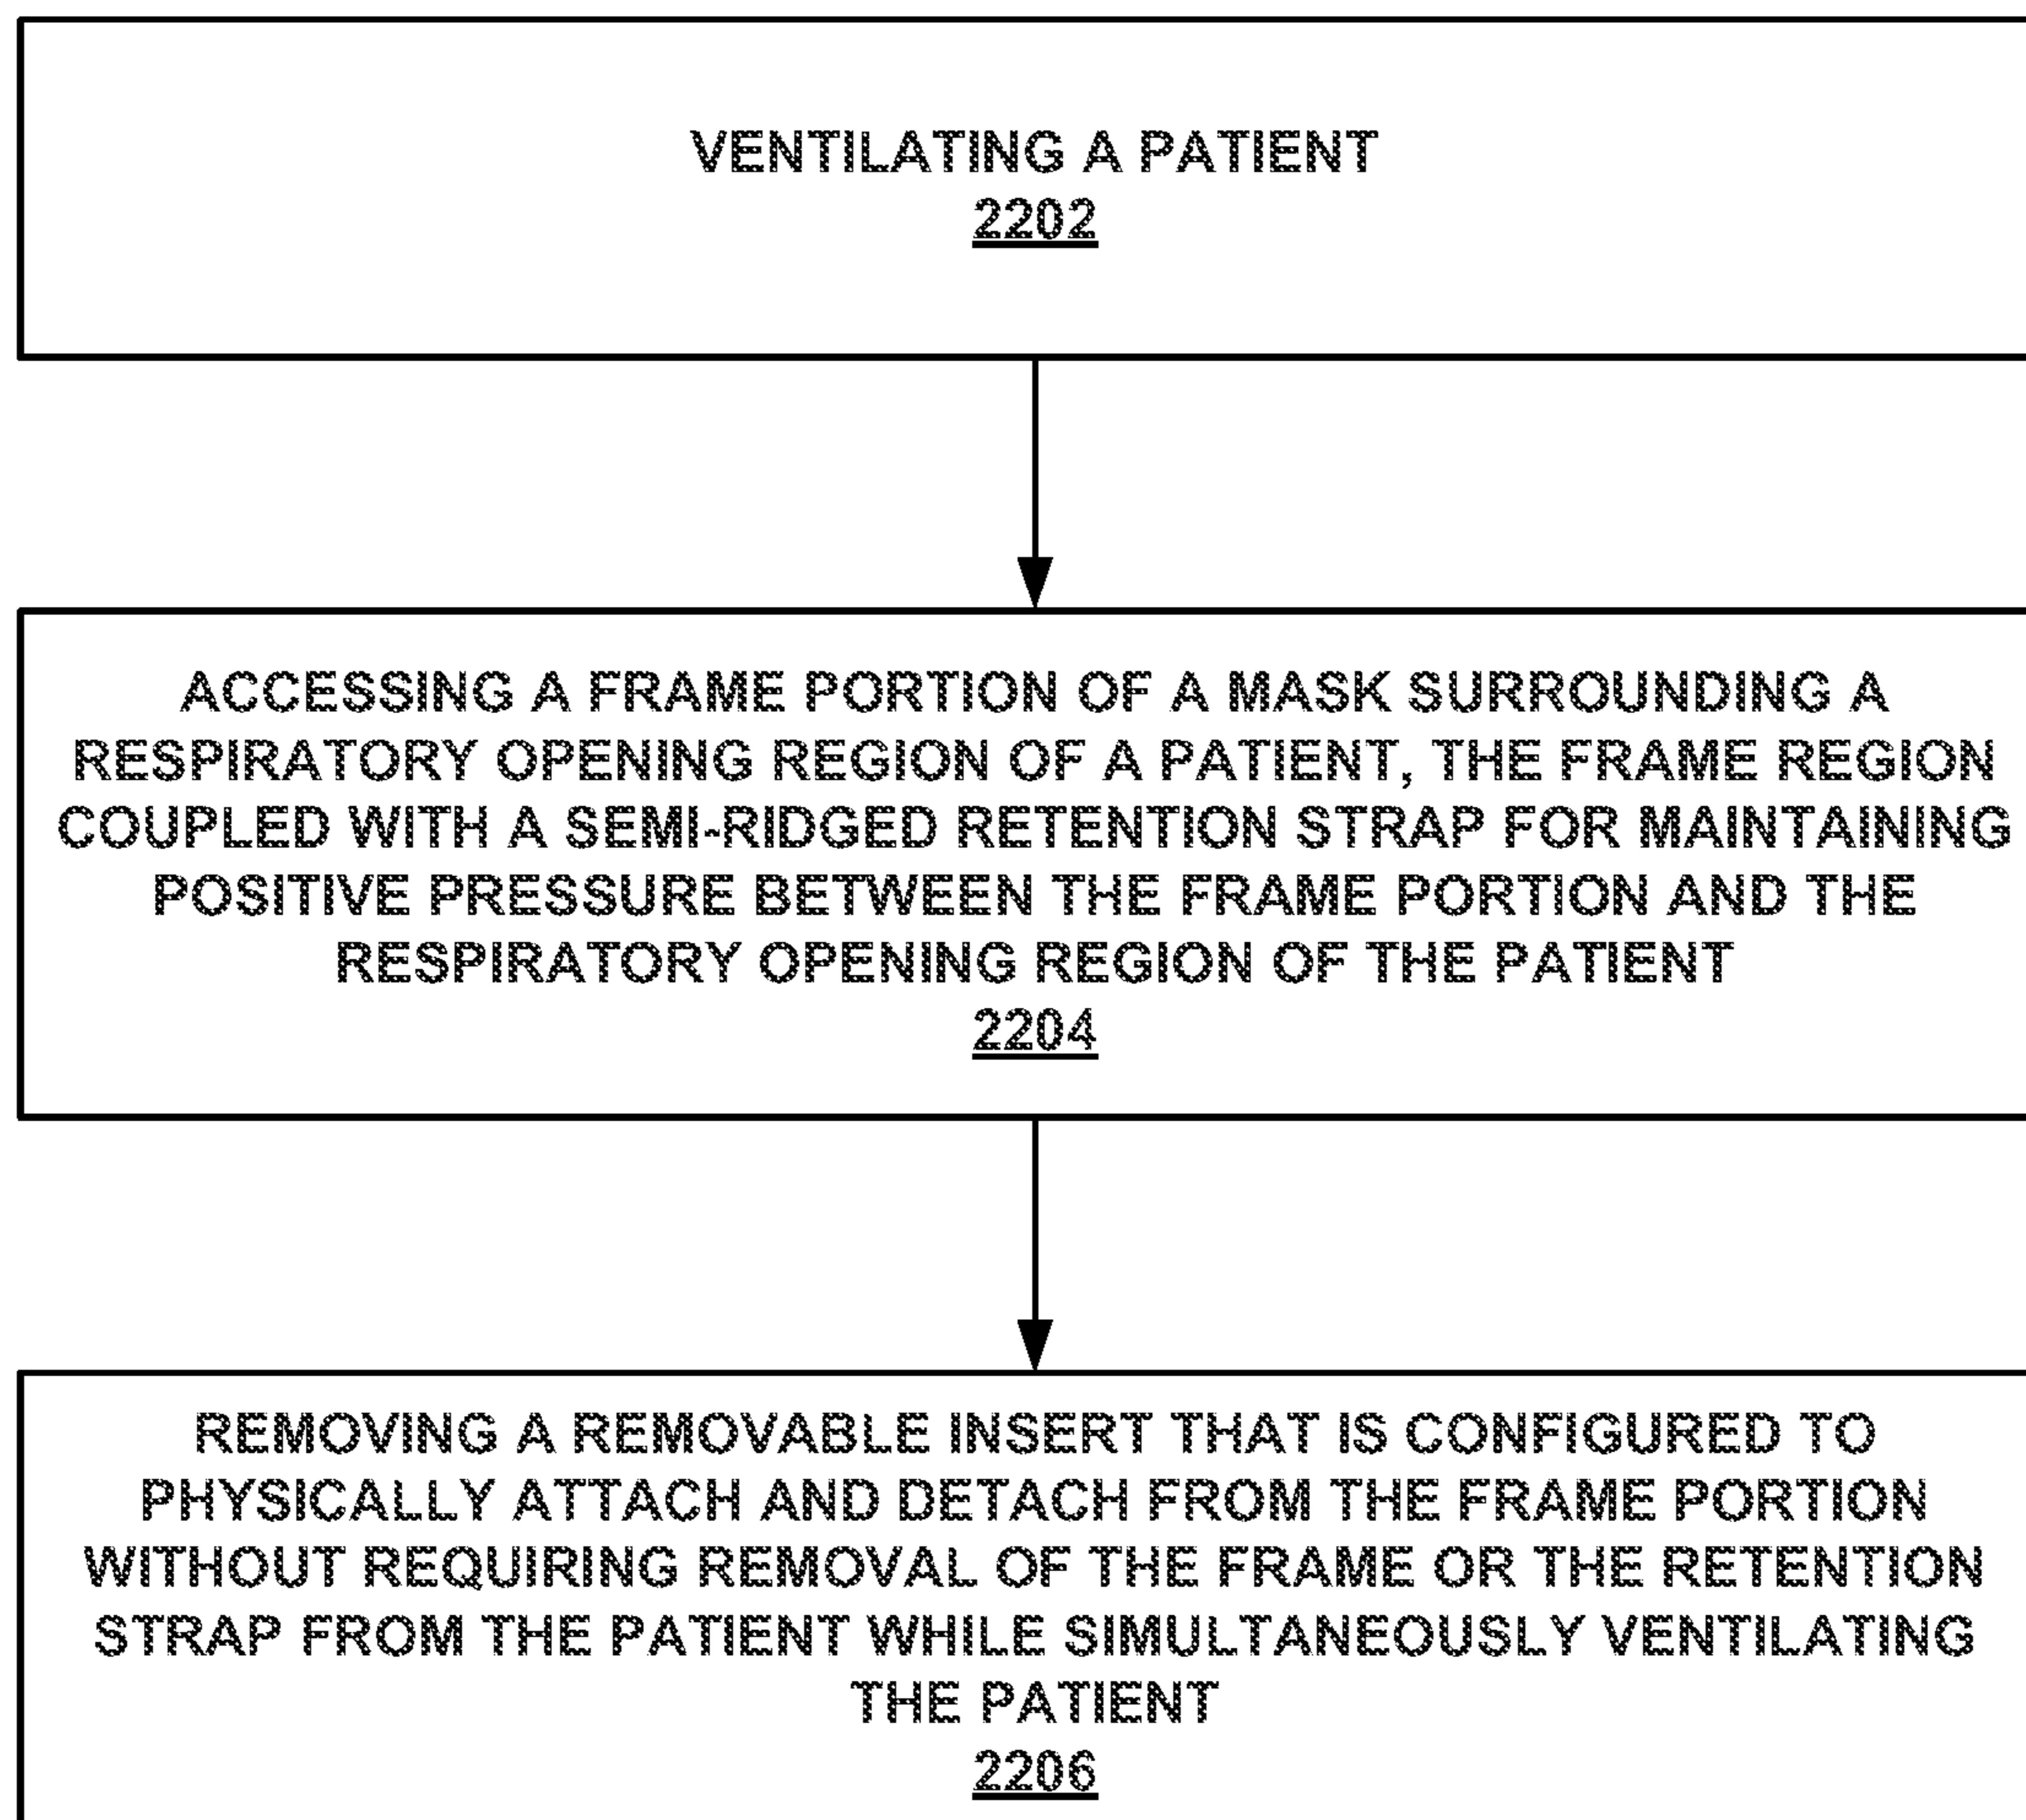 VENTILATING A PATIENT
2202
ACCESSING A FRAME PORTION OF A MASK SURROUNDING A
RESPIRATORY OPENING REGION OF A PATIENT, THE FRAME REGION
COUPLED WITH A SEMI-RIDGED RETENTION STRAP FOR MAINTAINING
POSITIVE PRESSURE BETWEEN THE FRAME PORTION AND THE
RESPIRATORY OPENING REGION OF THE PATIENT
2204
REMOVING A REMOVABLE INSERT THAT IS CONFIGURED TO
PHYSICALLY ATTACH AND DETACH FROM THE FRAME PORTION
WITHOUT REQUIRING REMOVAL OF THE FRAME OR THE RETENTION
STRAP FROM THE PATIENT WHILE SIMULTANEOUSLY VENTILATING
THE PATIENT
2206